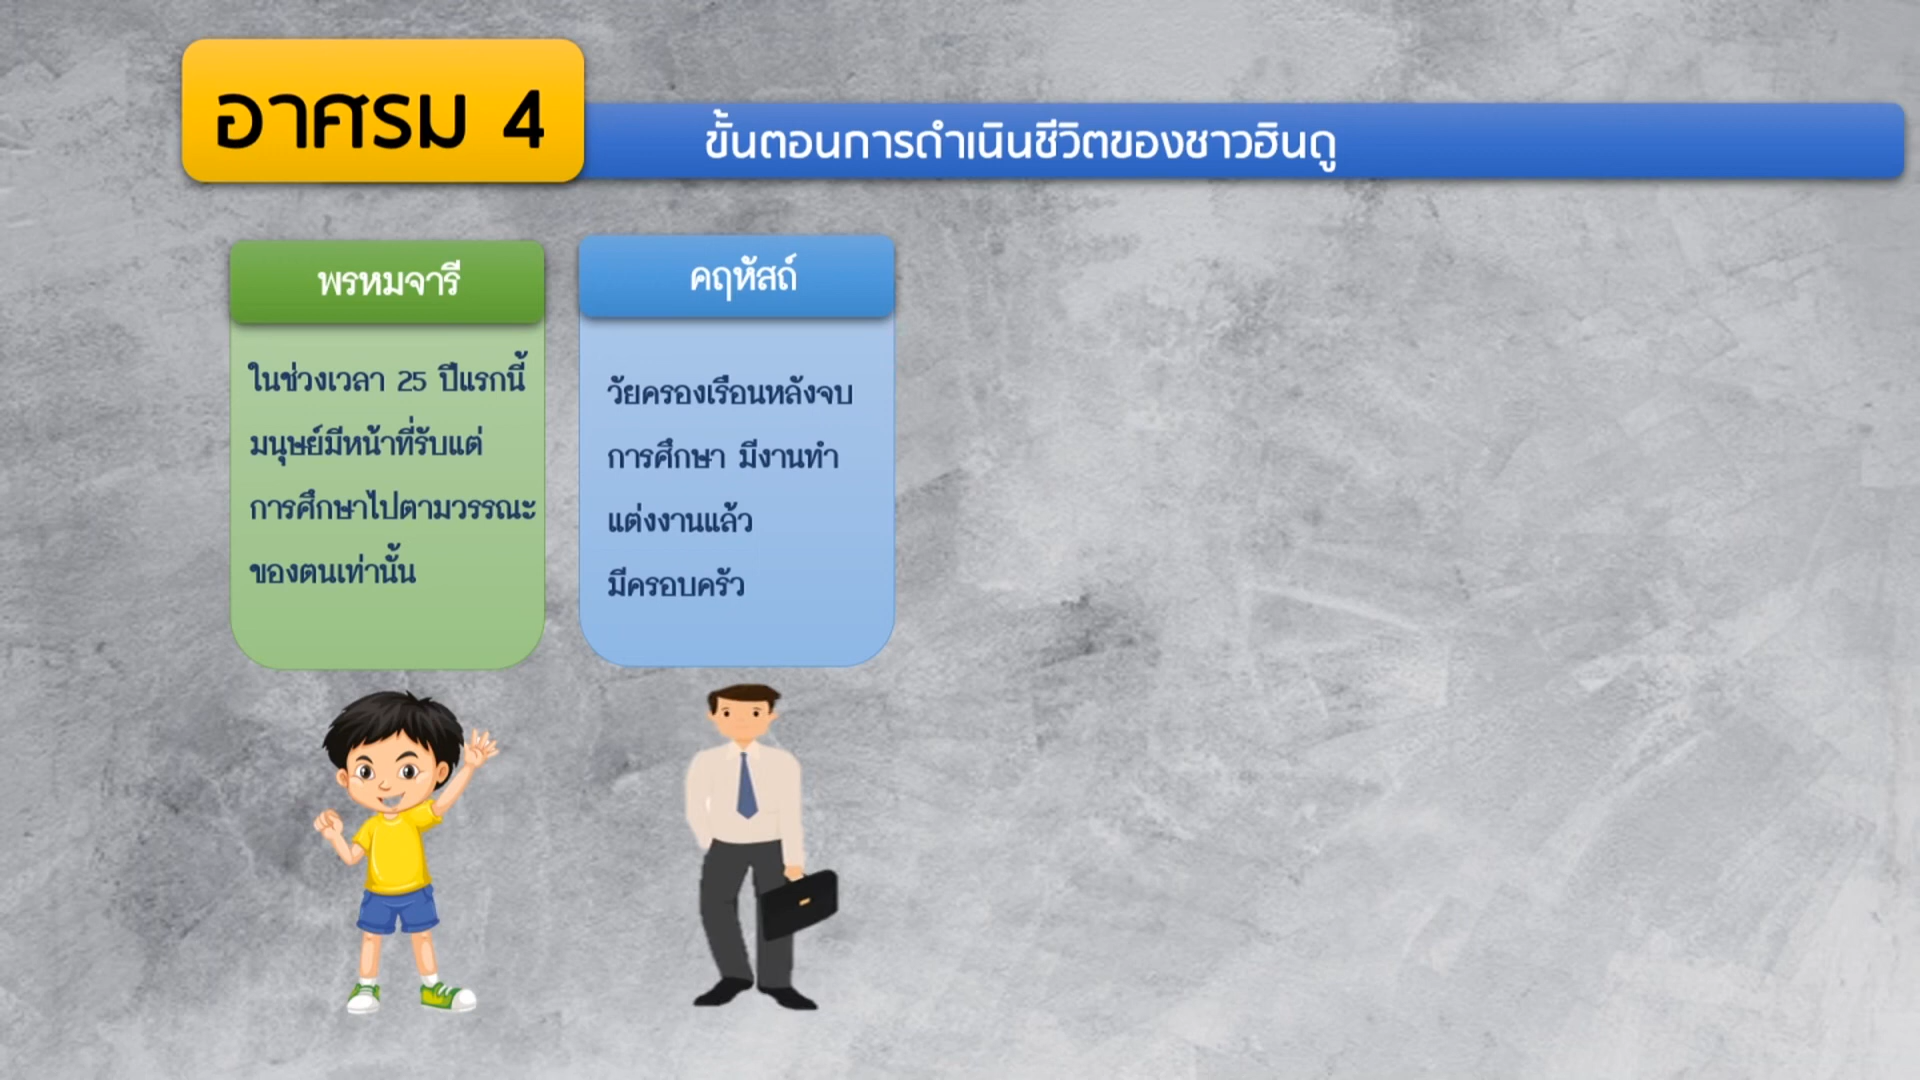 อาศรม 4
ขั้นตอนการดำเนินชีวิตของชาวฮินดู
พรหมจารี
ในช่วงเวลา 25 ปีแรกนี้
มนุษย์มีหน้าที่รับแต่
การศึกษาไปตามวรรณะ
ของตนเท่านั้น
คฤหัสถ์
วัยครองเรือนหลังจบ
การศึกษา มีงานทำ
แต่งงานแล้ว
มีครอบครัว